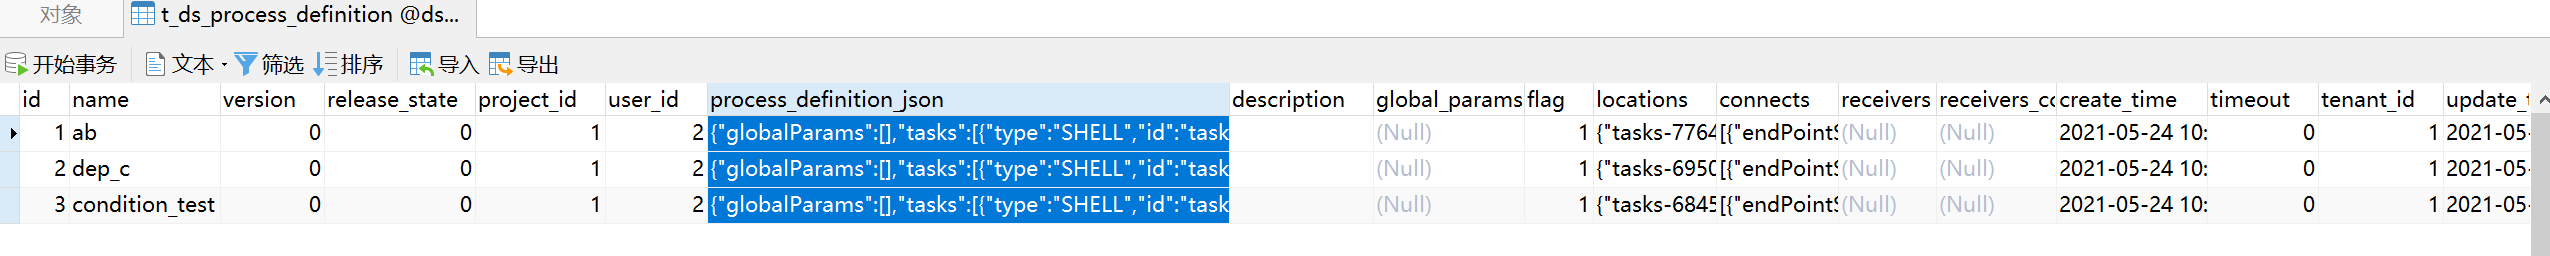 对象 t_ds_process_definition @ds...
开始事务 文本 筛选 排序 导入 导出
id name version release_state project_id user_id process_definition_json description global_params flag locations connects receivers receivers_cc create_time timeout tenant_id update_t
1 ab 0 0 1 2 {"globalParams":[],"tasks":[{"type":"SHELL","id":"task (Null) 1 {"tasks-7764 [{"endPointS (Null) (Null) 2021-05-24 10: 0 1 2021-05-
2 dep_c 0 0 1 2 {"globalParams":[],"tasks":[{"type":"SHELL","id":"task (Null) 1 {"tasks-6950 [{"endPointS (Null) (Null) 2021-05-24 10: 0 1 2021-05-
3 condition_test 0 0 1 2 {"globalParams":[],"tasks":[{"type":"SHELL","id":"task (Null) 1 {"tasks-6845 [{"endPointS (Null) (Null) 2021-05-24 10: 0 1 2021-05-